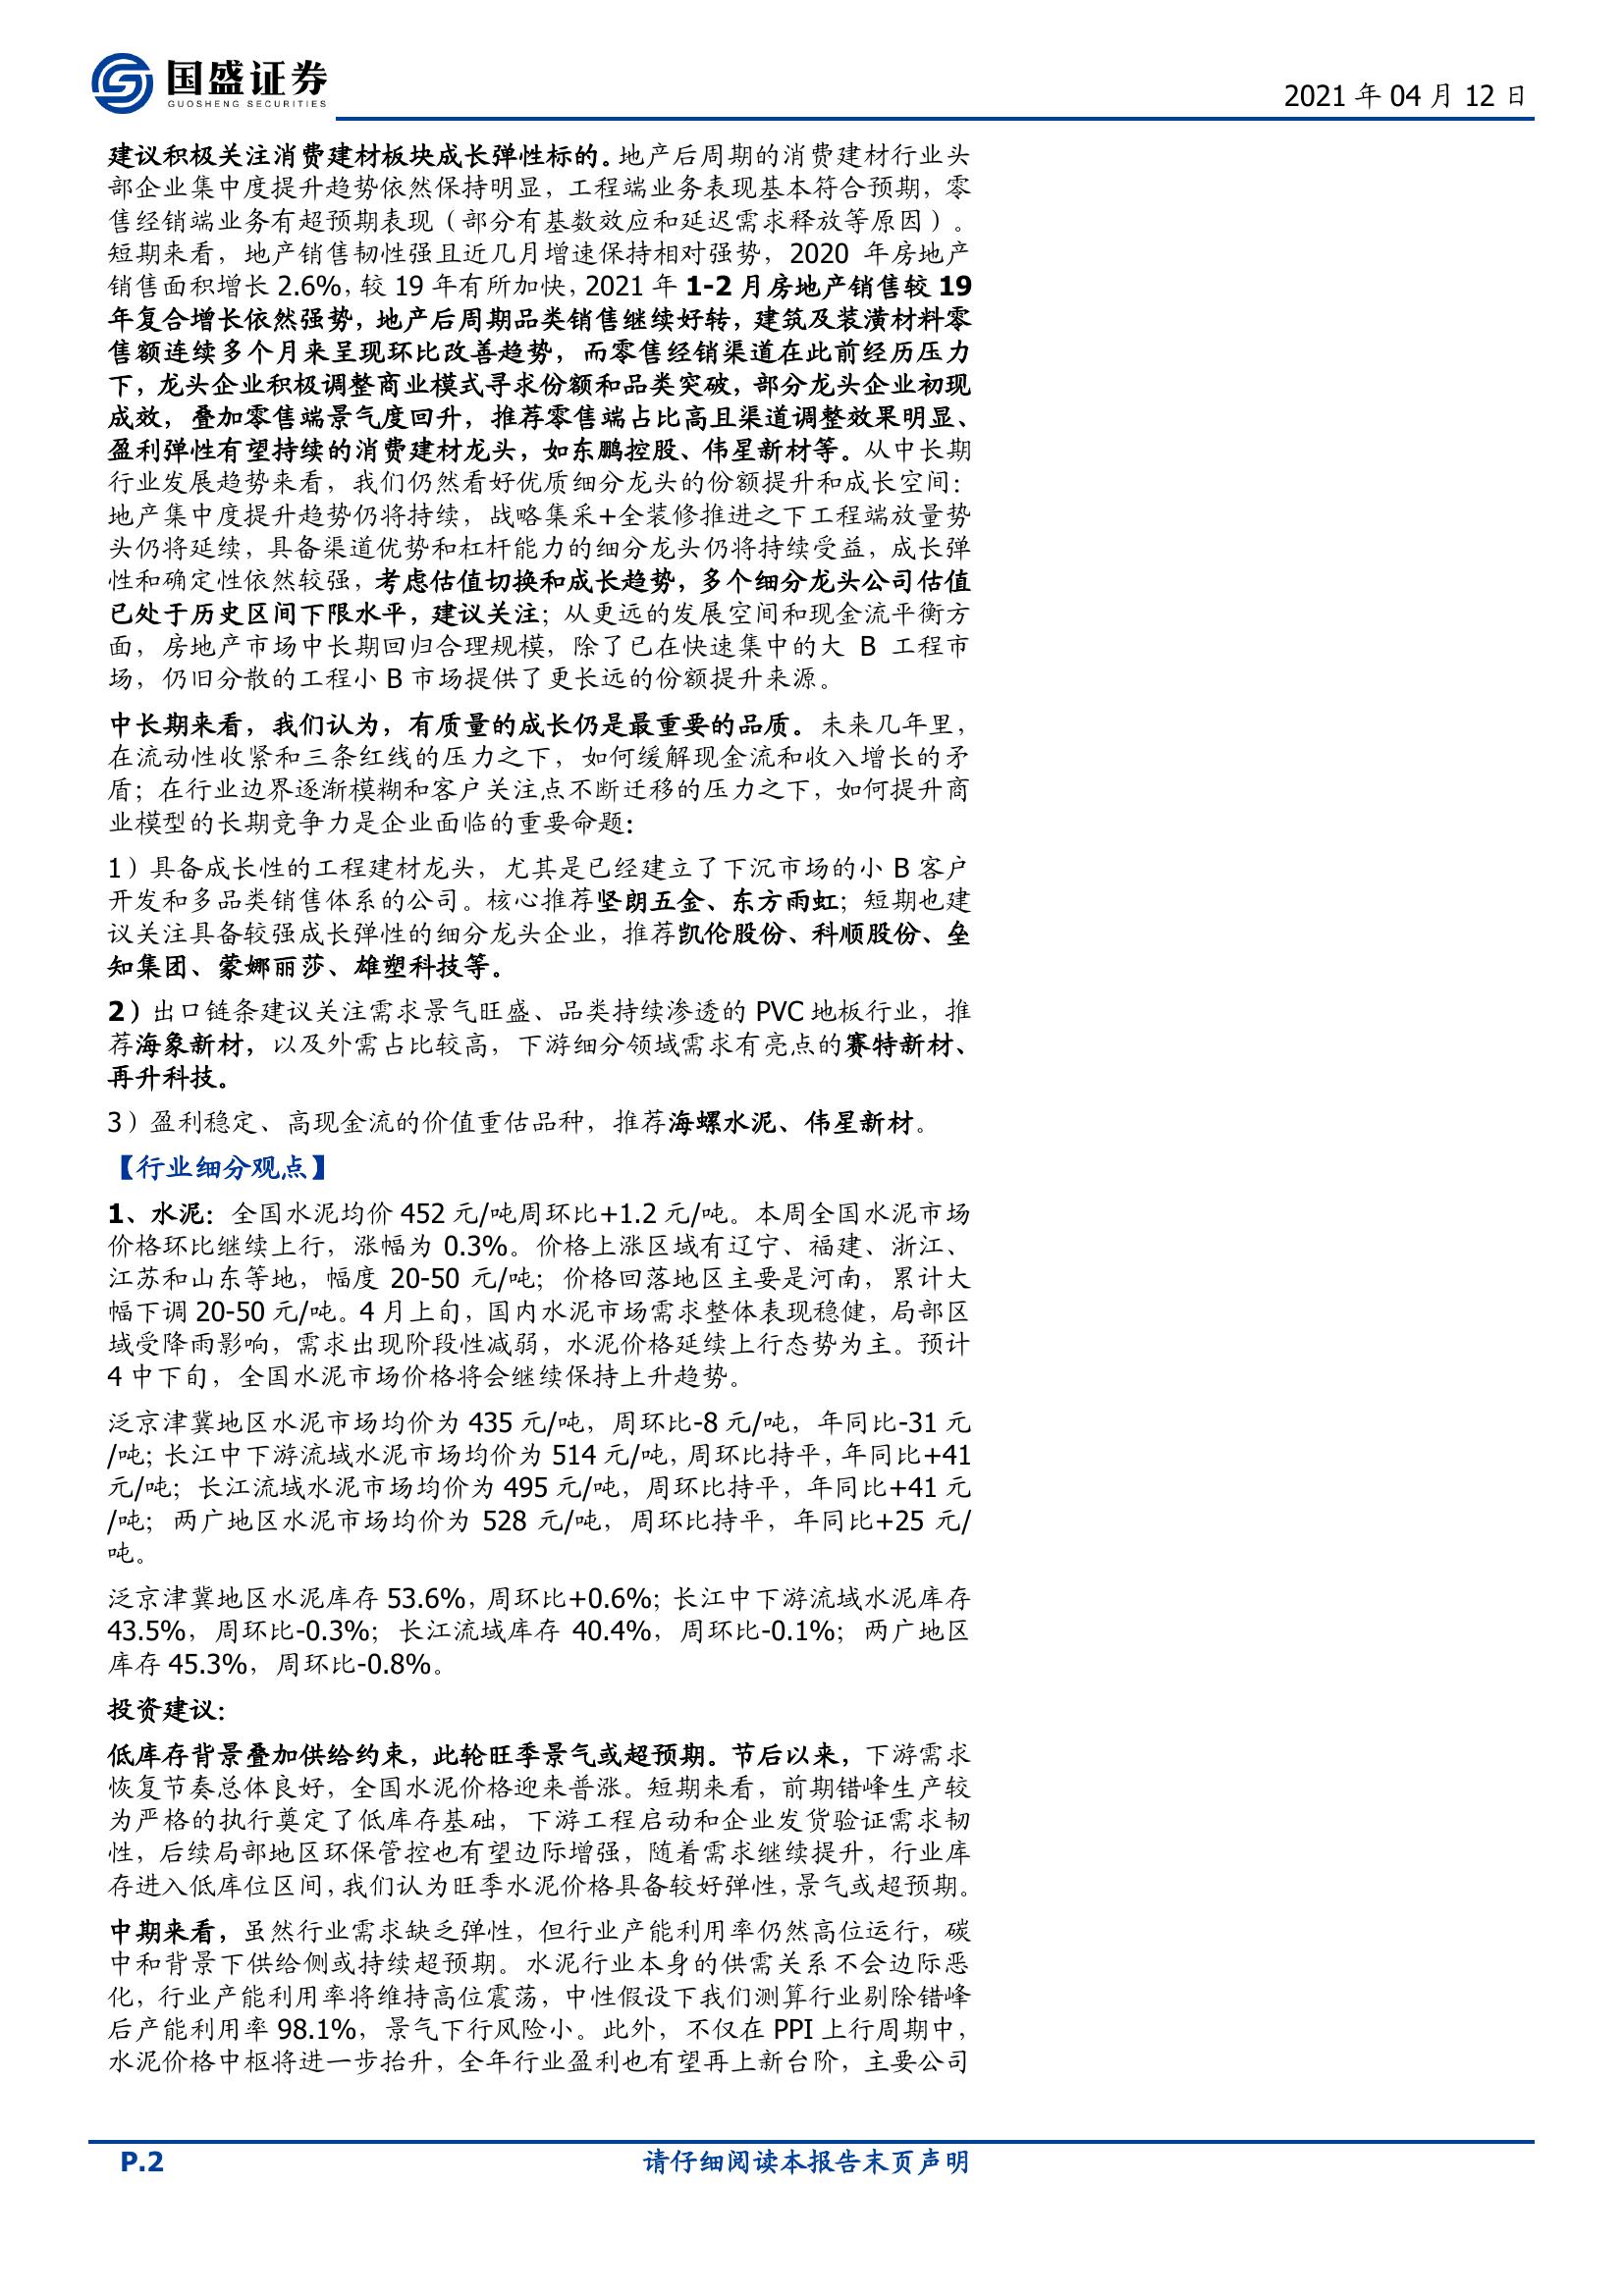 国盛证券
GUOSHENG SECURITIES
2021 年 04 月 12 日
建议积极关注消费建材板块成长弹性标的。地产后周期的消费建材行业头
部企业集中度提升趋势依然保持明显，工程端业务表现基本符合预期，零
售经销端业务有超预期表现（部分有基数效应和延迟需求释放等原因）。
短期来看，地产销售韧性强且近几月增速保持相对强势，2020 年房地产
销售面积增长 2.6%，较 19 年有所加快，2021 年 1-2 月房地产销售较 19
年复合增长依然强势，地产后周期品类销售继续好转，建筑及装潢材料零
售额连续多个月来呈现环比改善趋势，而零售经销渠道在此前经历压力
下，龙头企业积极调整商业模式寻求份额和品类突破，部分龙头企业初现
成效，叠加零售端景气度回升，推荐零售端占比高且渠道调整效果明显、
盈利弹性有望持续的消费建材龙头，如东鹏控股、伟星新材等。从中长期
行业发展趋势来看，我们仍然看好优质细分龙头的份额提升和成长空间：
地产集中度提升趋势仍将持续，战略集采+全装修推进之下工程端放量势
头仍将延续，具备渠道优势和杠杆能力的细分龙头仍将持续受益，成长弹
性和确定性依然较强，考虑估值切换和成长趋势，多个细分龙头公司估值
已处于历史区间下限水平，建议关注；从更远的发展空间和现金流平衡方
面，房地产市场中长期回归合理规模，除了已在快速集中的大 B 工程市
场，仍旧分散的工程小 B 市场提供了更长远的份额提升来源。
中长期来看，我们认为，有质量的成长仍是最重要的品质。未来几年里，
在流动性收紧和三条红线的压力之下，如何缓解现金流和收入增长的矛
盾；在行业边界逐渐模糊和客户关注点不断迁移的压力之下，如何提升商
业模型的长期竞争力是企业面临的重要命题：
1）具备成长性的工程建材龙头，尤其是已经建立了下沉市场的小 B 客户
开发和多品类销售体系的公司。核心推荐坚朗五金、东方雨虹；短期也建
议关注具备较强成长弹性的细分龙头企业，推荐凯伦股份、科顺股份、垒
知集团、蒙娜丽莎、雄塑科技等。
2）出口链条建议关注需求景气旺盛、品类持续渗透的 PVC 地板行业，推
荐海象新材，以及外需占比较高，下游细分领域需求有亮点的赛特新材、
再升科技。
3）盈利稳定、高现金流的价值重估品种，推荐海螺水泥、伟星新材。
【行业细分观点】
1、水泥：全国水泥均价 452 元/吨周环比+1.2 元/吨。本周全国水泥市场
价格环比继续上行，涨幅为 0.3%。价格上涨区域有辽宁、福建、浙江、
江苏和山东等地，幅度 20-50 元/吨；价格回落地区主要是河南，累计大
幅下调 20-50 元/吨。4 月上旬，国内水泥市场需求整体表现稳健，局部区
域受降雨影响，需求出现阶段性减弱，水泥价格延续上行态势为主。预计
4 中下旬，全国水泥市场价格将会继续保持上升趋势。
泛京津冀地区水泥市场均价为 435 元/吨，周环比-8 元/吨，年同比-31 元
/吨；长江中下游流域水泥市场均价为 514 元/吨，周环比持平，年同比+41
元/吨；长江流域水泥市场均价为 495 元/吨，周环比持平，年同比+41 元
/吨；两广地区水泥市场均价为 528 元/吨，周环比持平，年同比+25 元/
吨。
泛京津冀地区水泥库存 53.6%，周环比+0.6%；长江中下游流域水泥库存
43.5%，周环比-0.3%；长江流域库存 40.4%，周环比-0.1%；两广地区
库存 45.3%，周环比-0.8%。
投资建议：
低库存背景叠加供给约束，此轮旺季景气或超预期。节后以来，下游需求
恢复节奏总体良好，全国水泥价格迎来普涨。短期来看，前期错峰生产较
为严格的执行奠定了低库存基础，下游工程启动和企业发货验证需求韧
性，后续局部地区环保管控也有望边际增强，随着需求继续提升，行业库
存进入低库位区间，我们认为旺季水泥价格具备较好弹性，景气或超预期。
中期来看，虽然行业需求缺乏弹性，但行业产能利用率仍然高位运行，碳
中和背景下供给侧或持续超预期。水泥行业本身的供需关系不会边际恶
化，行业产能利用率将维持高位震荡，中性假设下我们测算行业剔除错峰
后产能利用率 98.1%，景气下行风险小。此外，不仅在 PPI 上行周期中，
水泥价格中枢将进一步抬升，全年行业盈利也有望再上新台阶，主要公司
P.2
请仔细阅读本报告末页声明